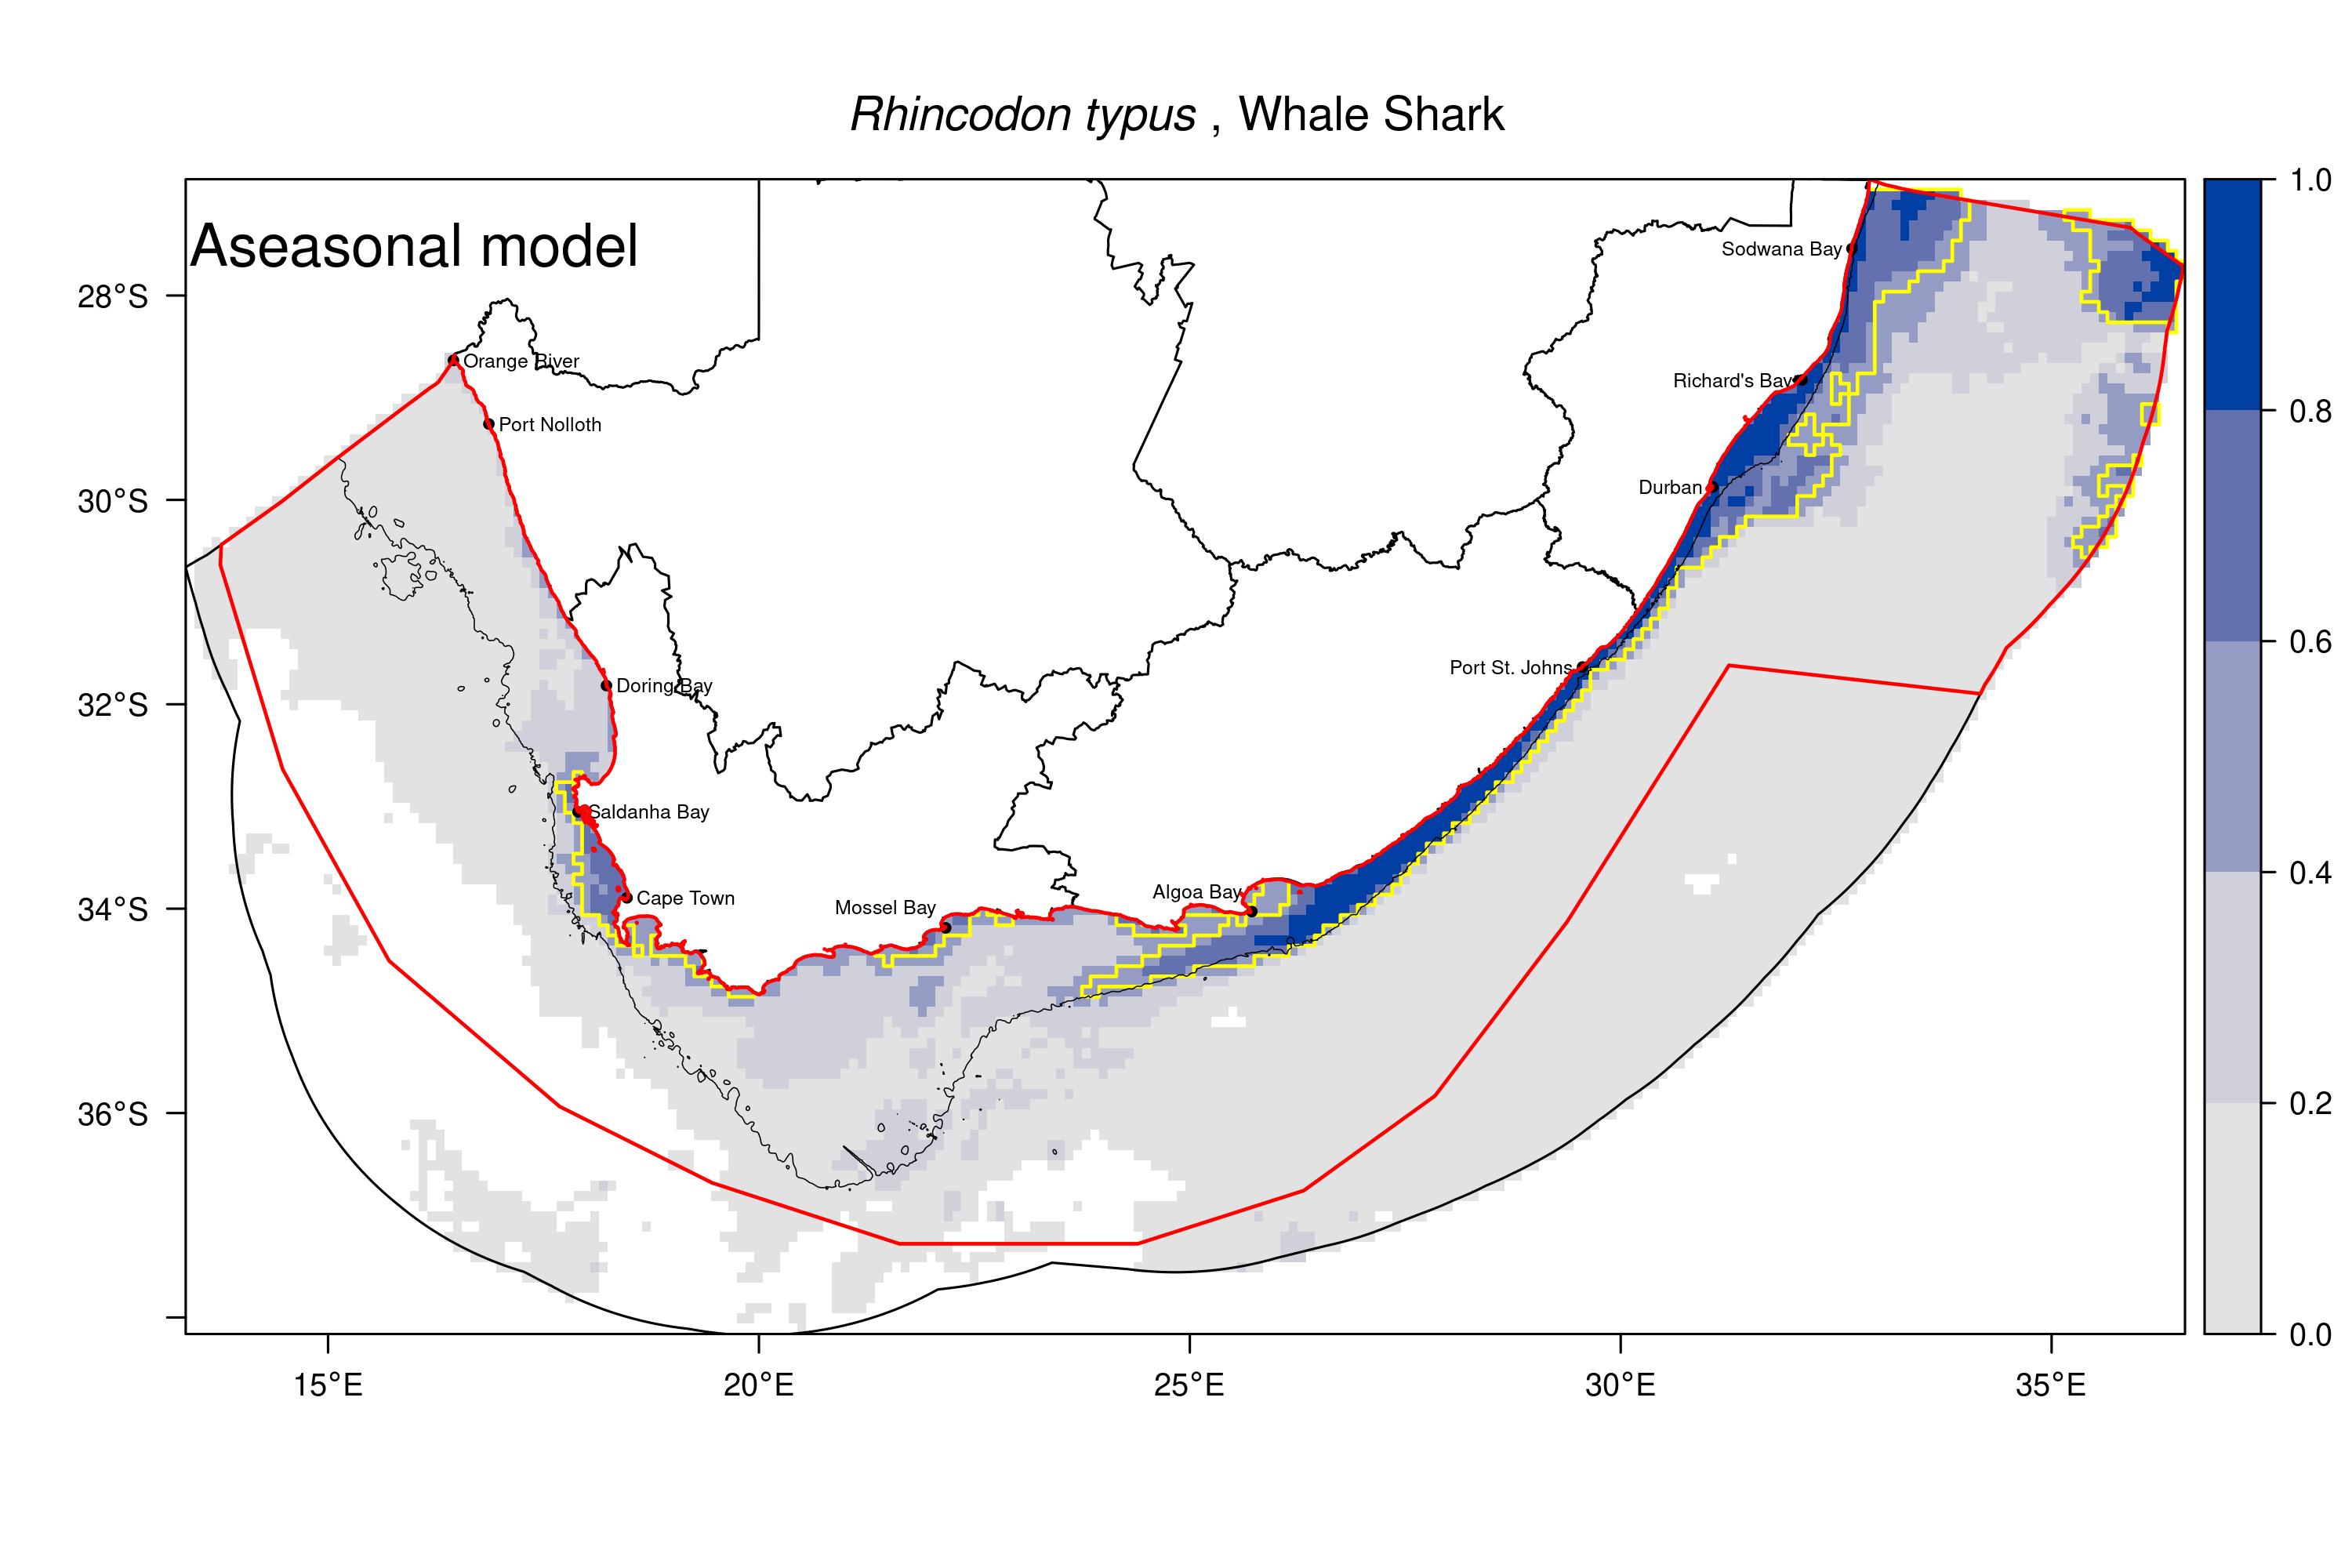 Rhincodon typus , Whale Shark
Aseasonal model
1.0
0.8
0.6
0.4
0.2
0.0
28°S
30°S
32°S
34°S
36°S
15°E
20°E
25°E
30°E
35°E
Sodwana Bay
Orange River
Richard's Bay
Port Nolloth
Durban
Port St. Johns
Doring Bay
Saldanha Bay
Algoa Bay
Cape Town
Mossel Bay